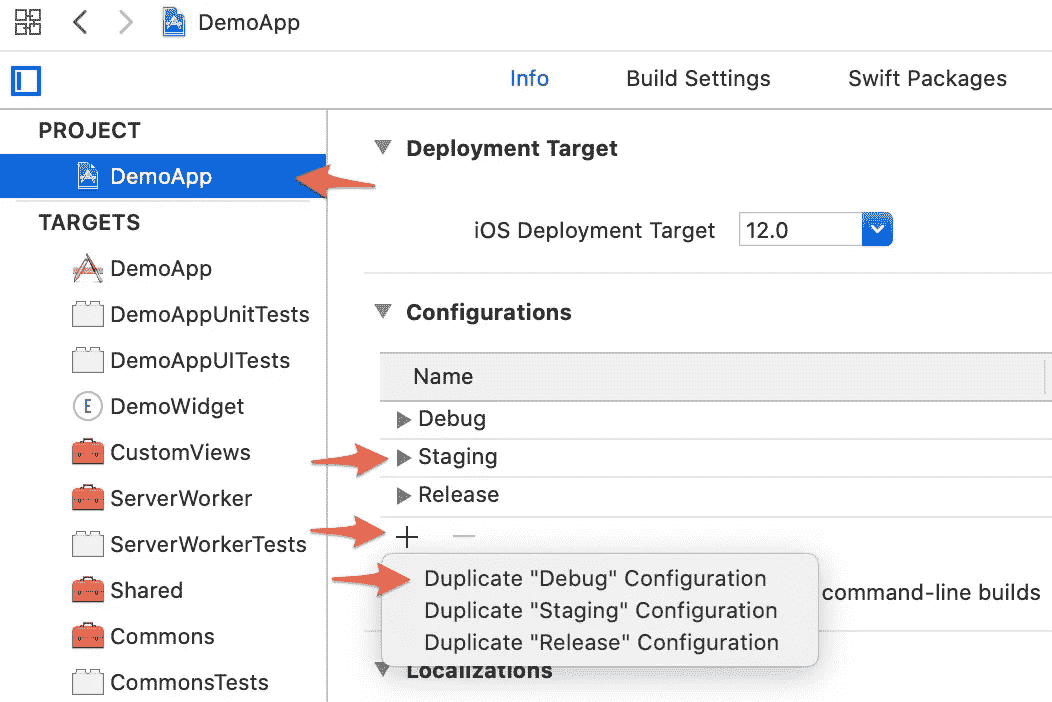 DemoApp
Info Build Settings Swift Packages
PROJECT
DemoApp
TARGETS
DemoApp
DemoAppUnitTests
DemoAppUITests
E DemoWidget
CustomViews
ServerWorker
ServerWorkerTests
Shared
Commons
CommonsTests
Deployment Target
iOS Deployment Target 12.0
Configurations
Name
Debug
Staging
Release
Duplicate "Debug" Configuration
Duplicate "Staging" Configuration
Duplicate "Release" Configuration
command-line builds
Localizations